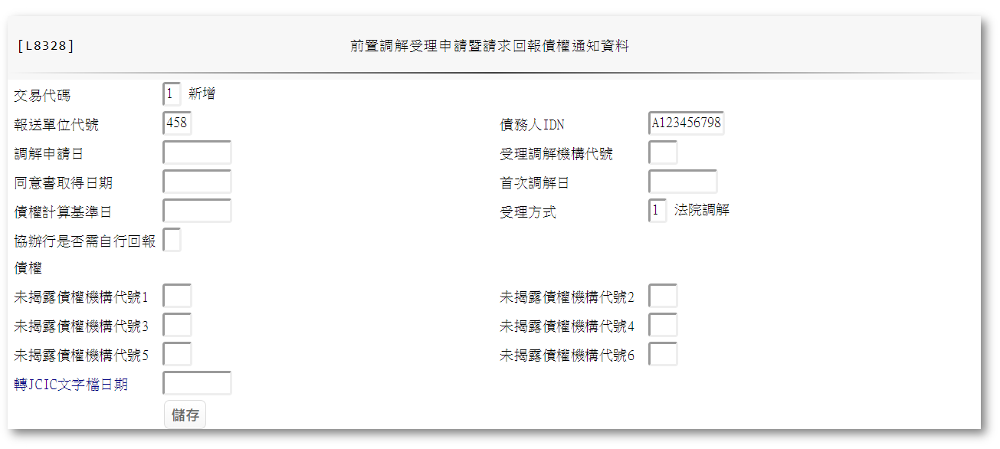 [L8328] 前置調解受理申請暨請求回報債權通知資料
交易代碼 1 新增
報送單位代號 458 債務人IDN A123456798
調解申請日 受理調解機構代號
同意書取得日期 首次調解日
債權計算基準日 受理方式 1 法院調解
協辦行是否需自行回報
債權
未揭露債權機構代號1 未揭露債權機構代號2
未揭露債權機構代號3 未揭露債權機構代號4
未揭露債權機構代號5 未揭露債權機構代號6
轉JCIC文字檔日期
儲存